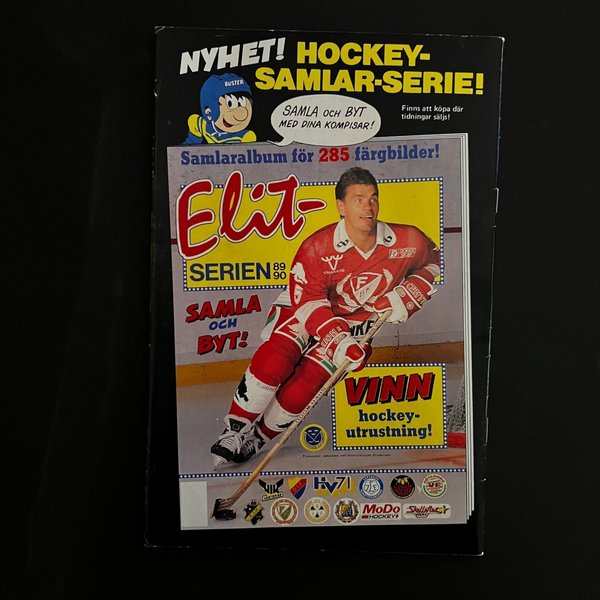 NYHET! HOCKEY-
SAMLAR-SERIE!
BUSTER
SAMLA OCH BYT
MED DINA KOMPISAR!
Finns att köpa där
tidningar säljs!
Samlaralbum för 285 färgbilder!
Elit-
SERIEN 89
90
SAMLA
OCH
BYT!
VINN
hockey-
utrustning!
HV71
MoDo
HOCKEY
Skellefteå